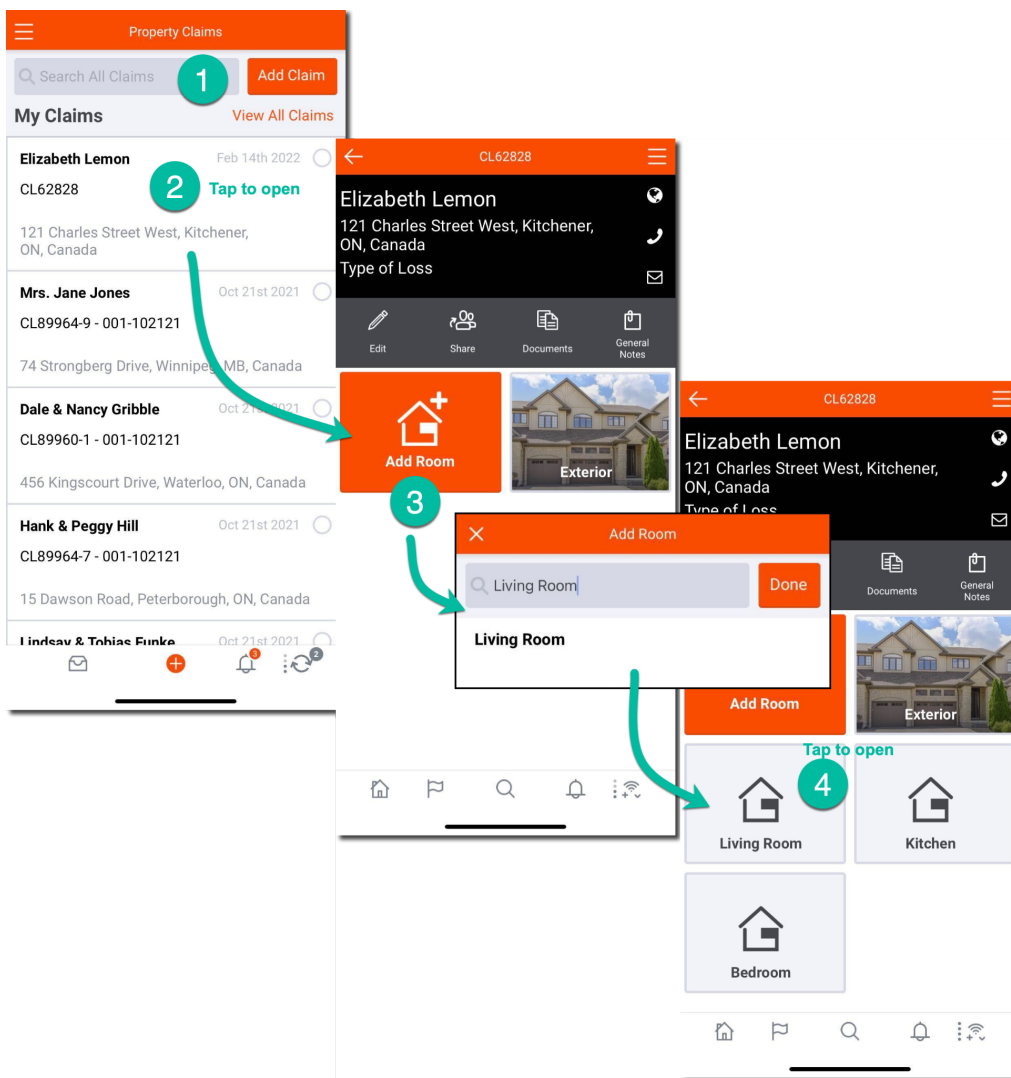 Property Claims
Search All Claims
1
Add Claim
My Claims
View All Claims
Elizabeth Lemon
Feb 14th 2022
CL62828
2
Tap to open
121 Charles Street West, Kitchener,
ON, Canada
Mrs. Jane Jones
Oct 21st 2021
CL89964-9 - 001-102121
74 Strongberg Drive, Winnipeg, MB, Canada
Dale & Nancy Gribble
Oct 21st 2021
CL89960-1 - 001-102121
456 Kingscourt Drive, Waterloo, ON, Canada
Hank & Peggy Hill
Oct 21st 2021
CL89964-7 - 001-102121
15 Dawson Road, Peterborough, ON, Canada
Lindsay & Tobias Funke
Oct 21st 2021
3
2
CL62828
Elizabeth Lemon
121 Charles Street West, Kitchener,
ON, Canada
Type of Loss
Edit
Share
Documents
General
Notes
Add Room
Exterior
3
Add Room
Living Room
Done
Living Room
CL62828
Elizabeth Lemon
121 Charles Street West, Kitchener,
ON, Canada
Type of Loss
Documents
General
Notes
Add Room
Exterior
Tap to open
4
Living Room
Kitchen
Bedroom